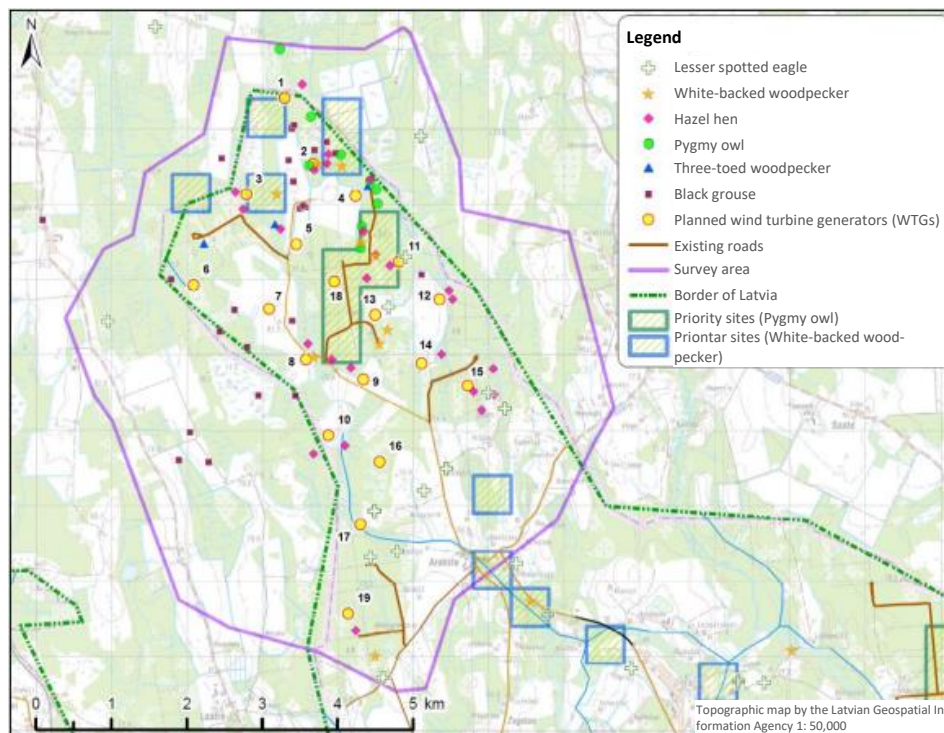 N
Legend
Lesser spotted eagle
White-backed woodpecker
Hazel hen
Pygmy owl
Three-toed woodpecker
Black grouse
Planned wind turbine generators (WTGs)
Existing roads
Survey area
Border of Latvia
Priority sites (Pygmy owl)
Priontar sites (White-backed wood-
pecker)
1
2
3
4
5
6
7
11
12
18
13
14
8
9
15
10
16
17
19
Arakste
0 1 2 3 4 5 km
Topographic map by the Latvian Geospatial In
formation Agency 1: 50,000